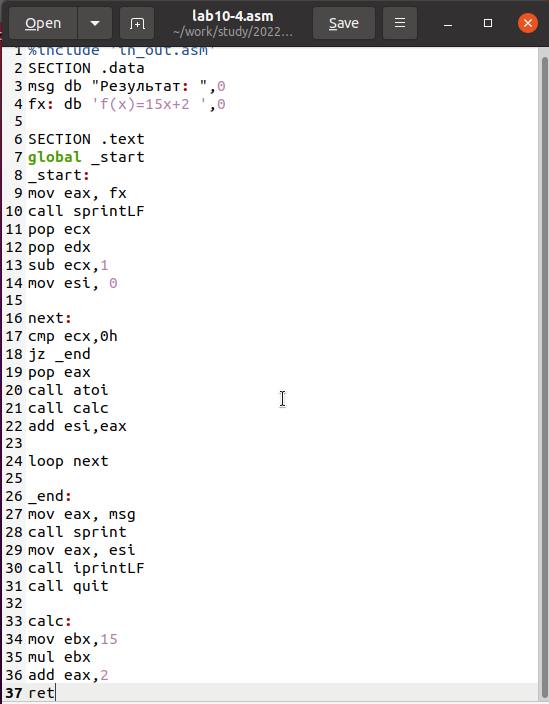 Open
lab10-4.asm
~/work/study/2022...
Save
1 %include 'in_out.asm'
2 SECTION .data
3 msg db "Результат: ",0
4 fx: db 'f(x)=15x+2 ',0
5
6 SECTION .text
7 global _start
8 _start:
9 mov eax, fx
10 call sprintLF
11 pop ecx
12 pop edx
13 sub ecx,1
14 mov esi, 0
15
16 next:
17 cmp ecx,0h
18 jz _end
19 pop eax
20 call atoi
21 call calc
22 add esi,eax
23
24 loop next
25
26 _end:
27 mov eax, msg
28 call sprint
29 mov eax, esi
30 call iprintLF
31 call quit
32
33 calc:
34 mov ebx,15
35 mul ebx
36 add eax,2
37 ret